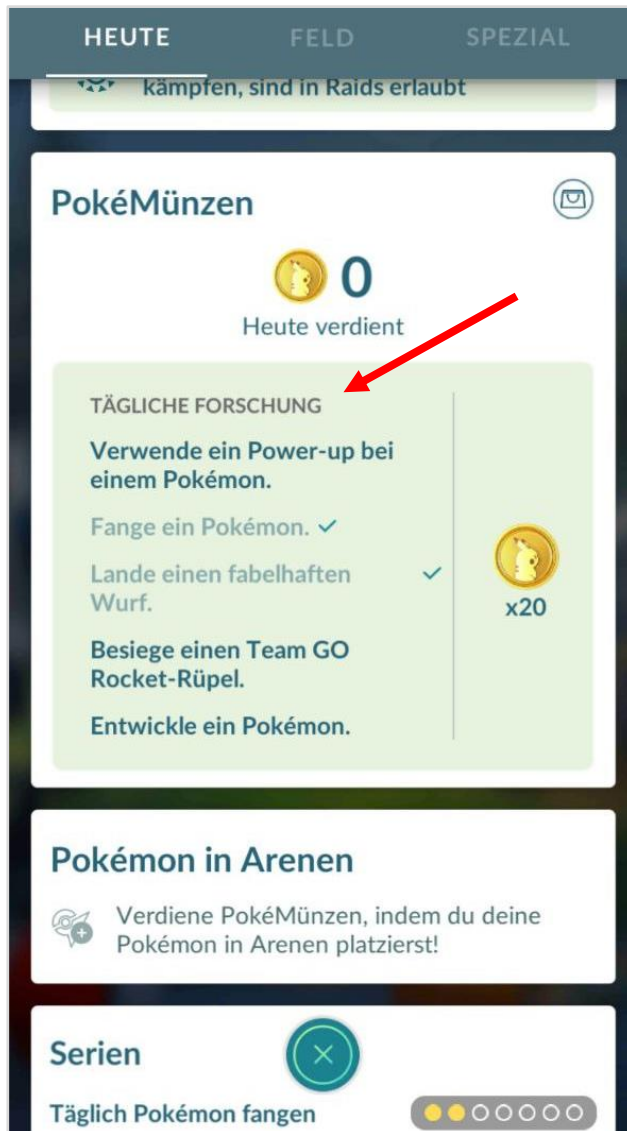 HEUTE FELD SPEZIAL
kämpfen, sind in Raids erlaubt
PokéMünzen
0
Heute verdient
TÄGLICHE FORSCHUNG
Verwende ein Power-up bei
einem Pokémon.
Fange ein Pokémon.
Lande einen fabelhaften
Wurf.
x20
Besiege einen Team GO
Rocket-Rüpel.
Entwickle ein Pokémon.
Pokémon in Arenen
Verdiene PokéMünzen, indem du deine
Pokémon in Arenen platzierst!
Serien
Täglich Pokémon fangen